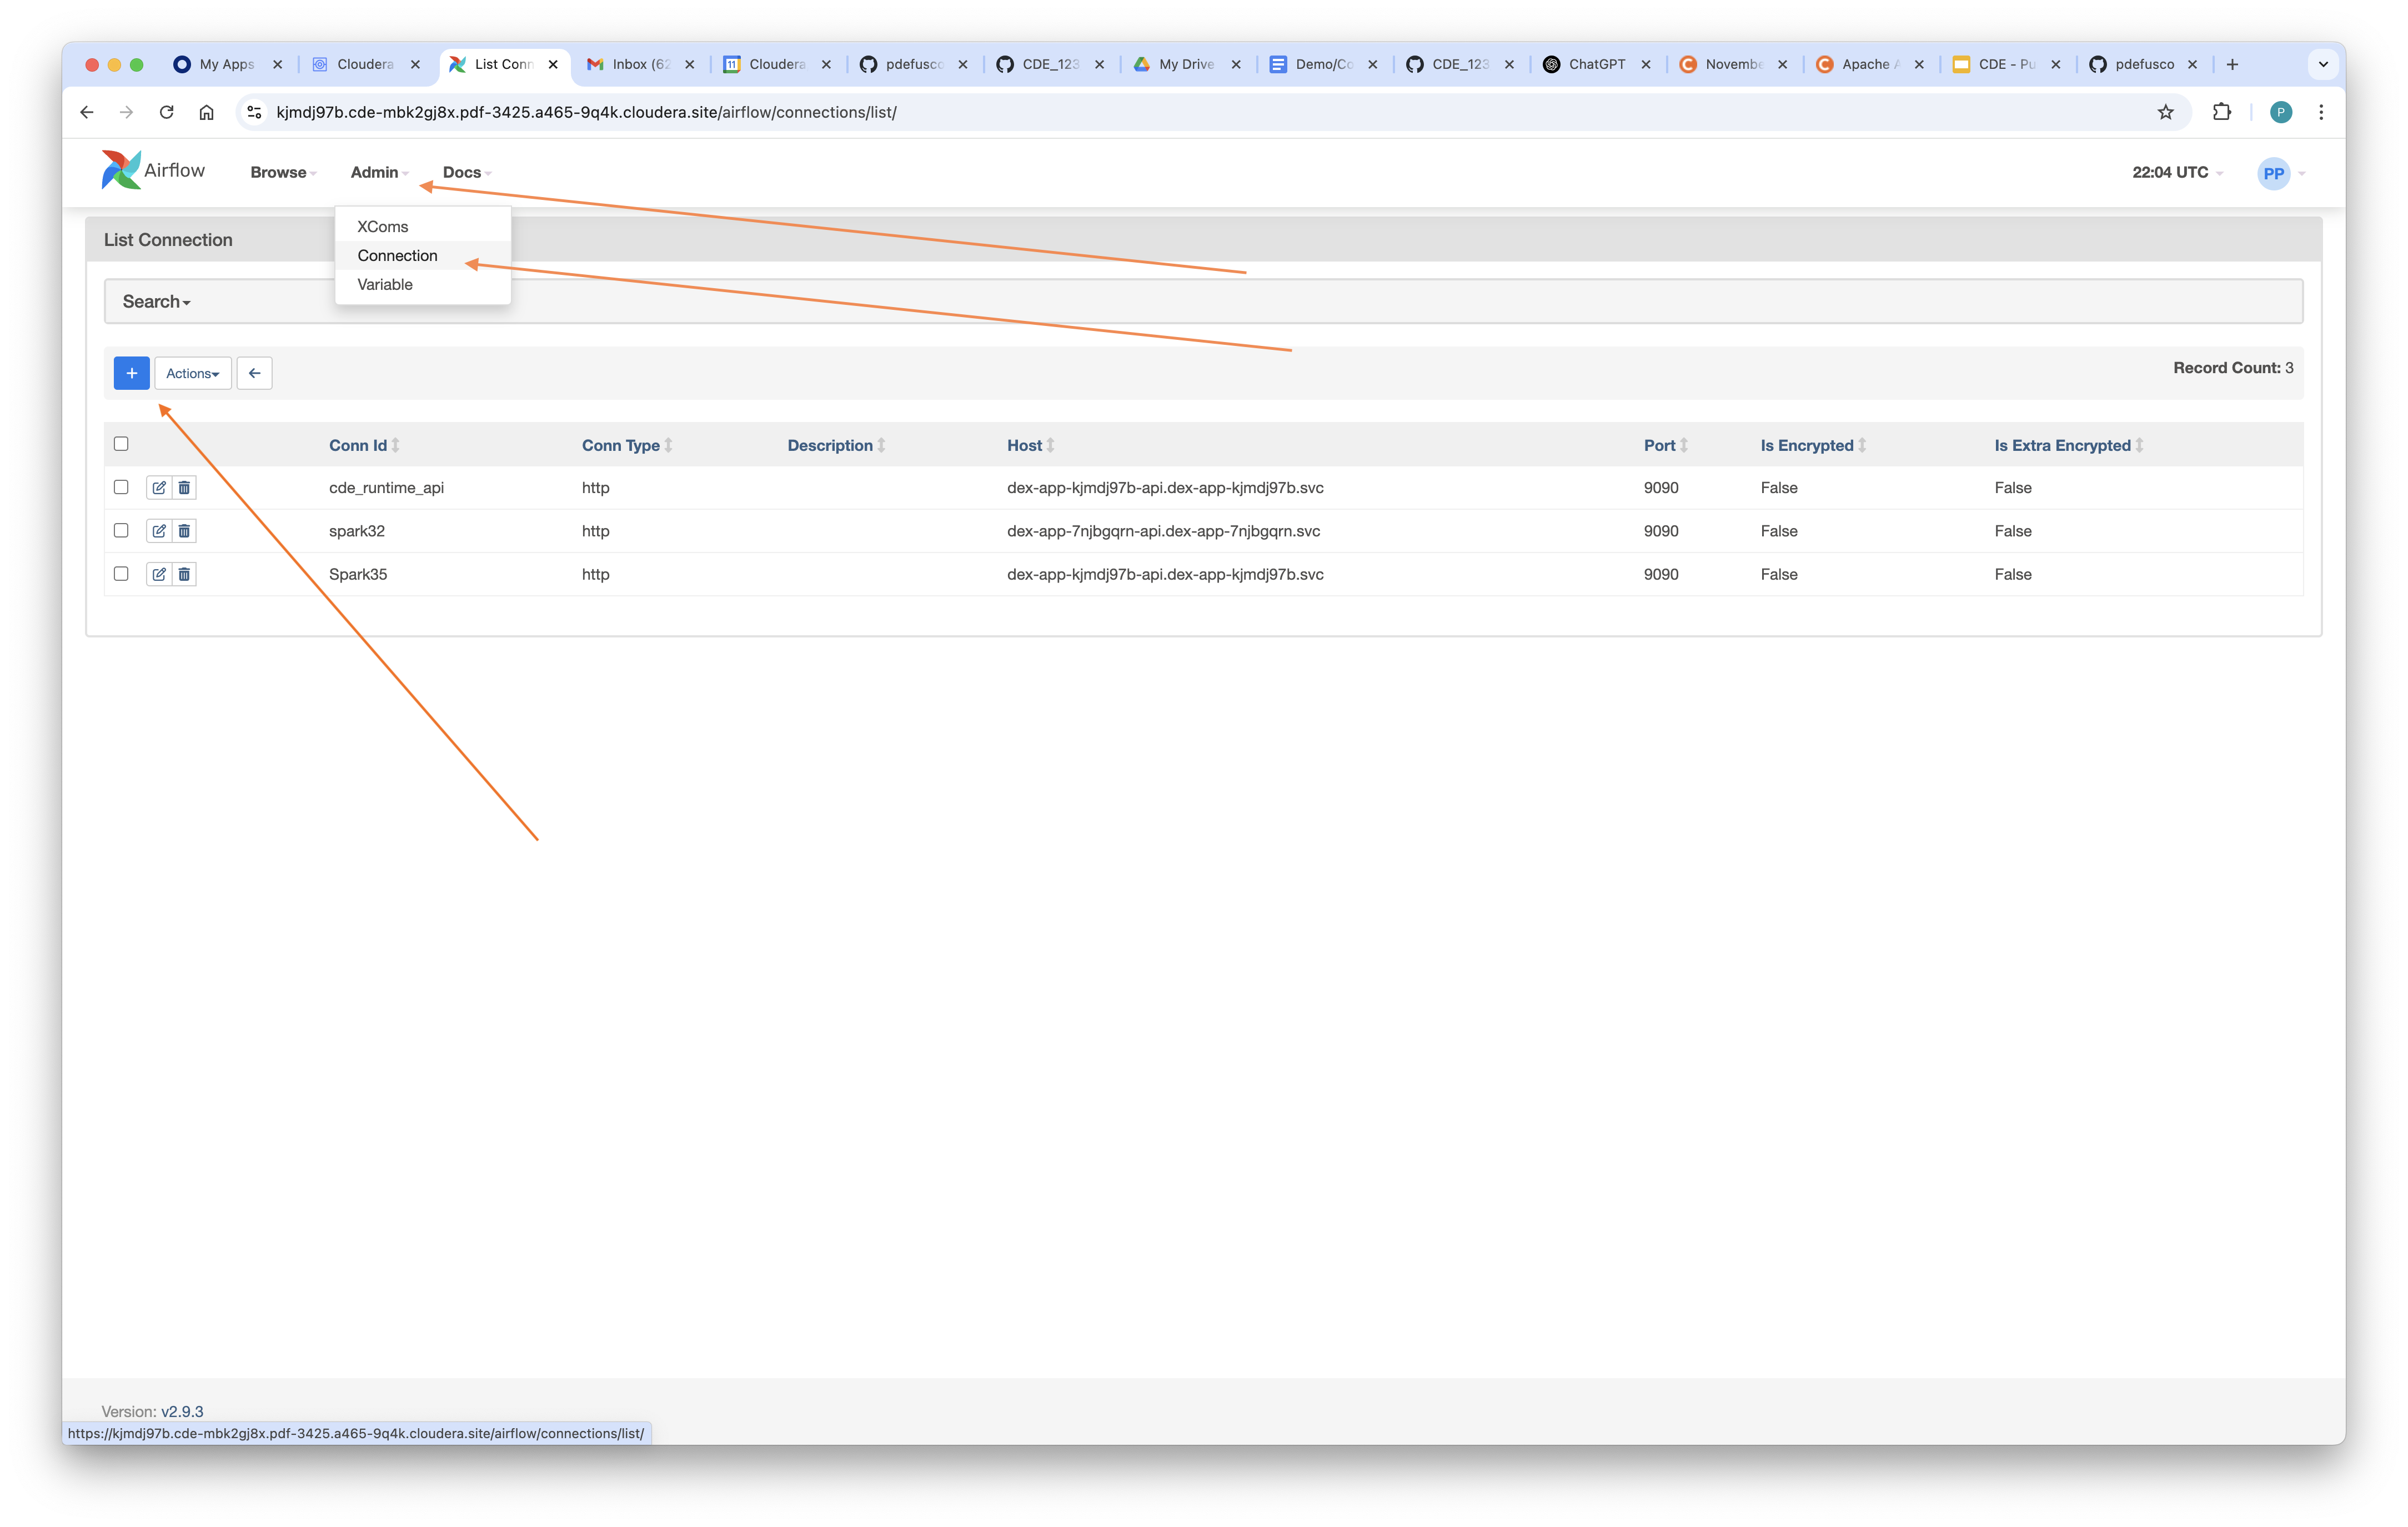 My Apps Cloudera List Conn Inbox (62 11 Cloudera pdefusco CDE_123 My Drive Demo/Co CDE_123 ChatGPT Novembe Apache A CDE - Pu pdefusco
kjmdj97b.cde-mbk2gj8x.pdf-3425.a465-9q4k.cloudera.site/airflow/connections/list/ P
Airflow Browse Admin Docs 22:04 UTC PP
List Connection
XComs
Connection
Variable
Search
+ Actions Record Count: 3
Conn Id Conn Type Description Host Port Is Encrypted Is Extra Encrypted
cde_runtime_api http dex-app-kjmdj97b-api.dex-app-kjmdj97b.svc 9090 False False
spark32 http dex-app-7njbgqrn-api.dex-app-7njbgqrn.svc 9090 False False
Spark35 http dex-app-kjmdj97b-api.dex-app-kjmdj97b.svc 9090 False False
Version: v2.9.3
https://kjmdj97b.cde-mbk2gj8x.pdf-3425.a465-9q4k.cloudera.site/airflow/connections/list/